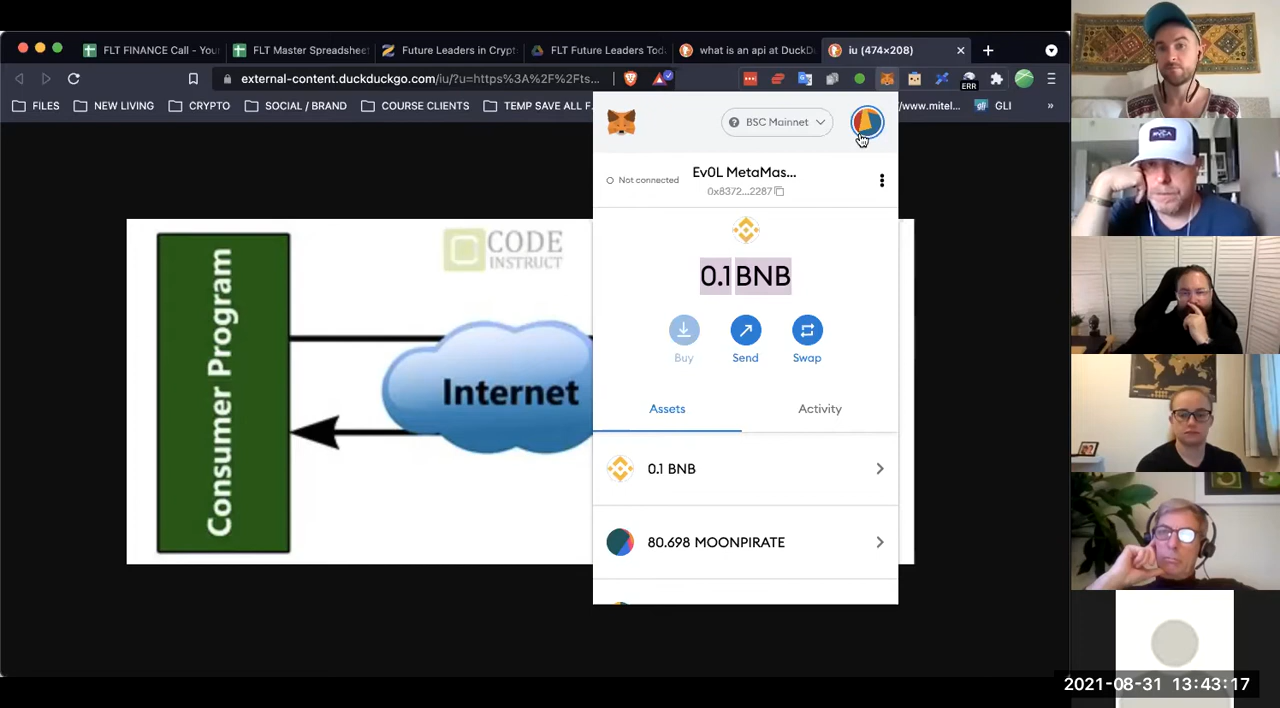 FLT FINANCE Call - You
FLT Master Spreadshee
Future Leaders in Crypt
FLT Future Leaders Tod
what is an api at DuckD
iu (474×208)
external-content.duckduckgo.com/iu/?u=https%3A%2F%2Fts...
ERR
FILES
NEW LIVING
CRYPTO
SOCIAL / BRAND
COURSE CLIENTS
TEMP SAVE ALL F
/www.mitel...
gif
GLI
BSC Mainnet
Not connected
Ev0L MetaMas...
0x8372...2287
0.1 BNB
Buy
Send
Swap
Assets
Activity
0.1 BNB
80.698 MOONPIRATE
CODE
INSTRUCT
Consumer Program
Internet
2021-08-31 13:43:17